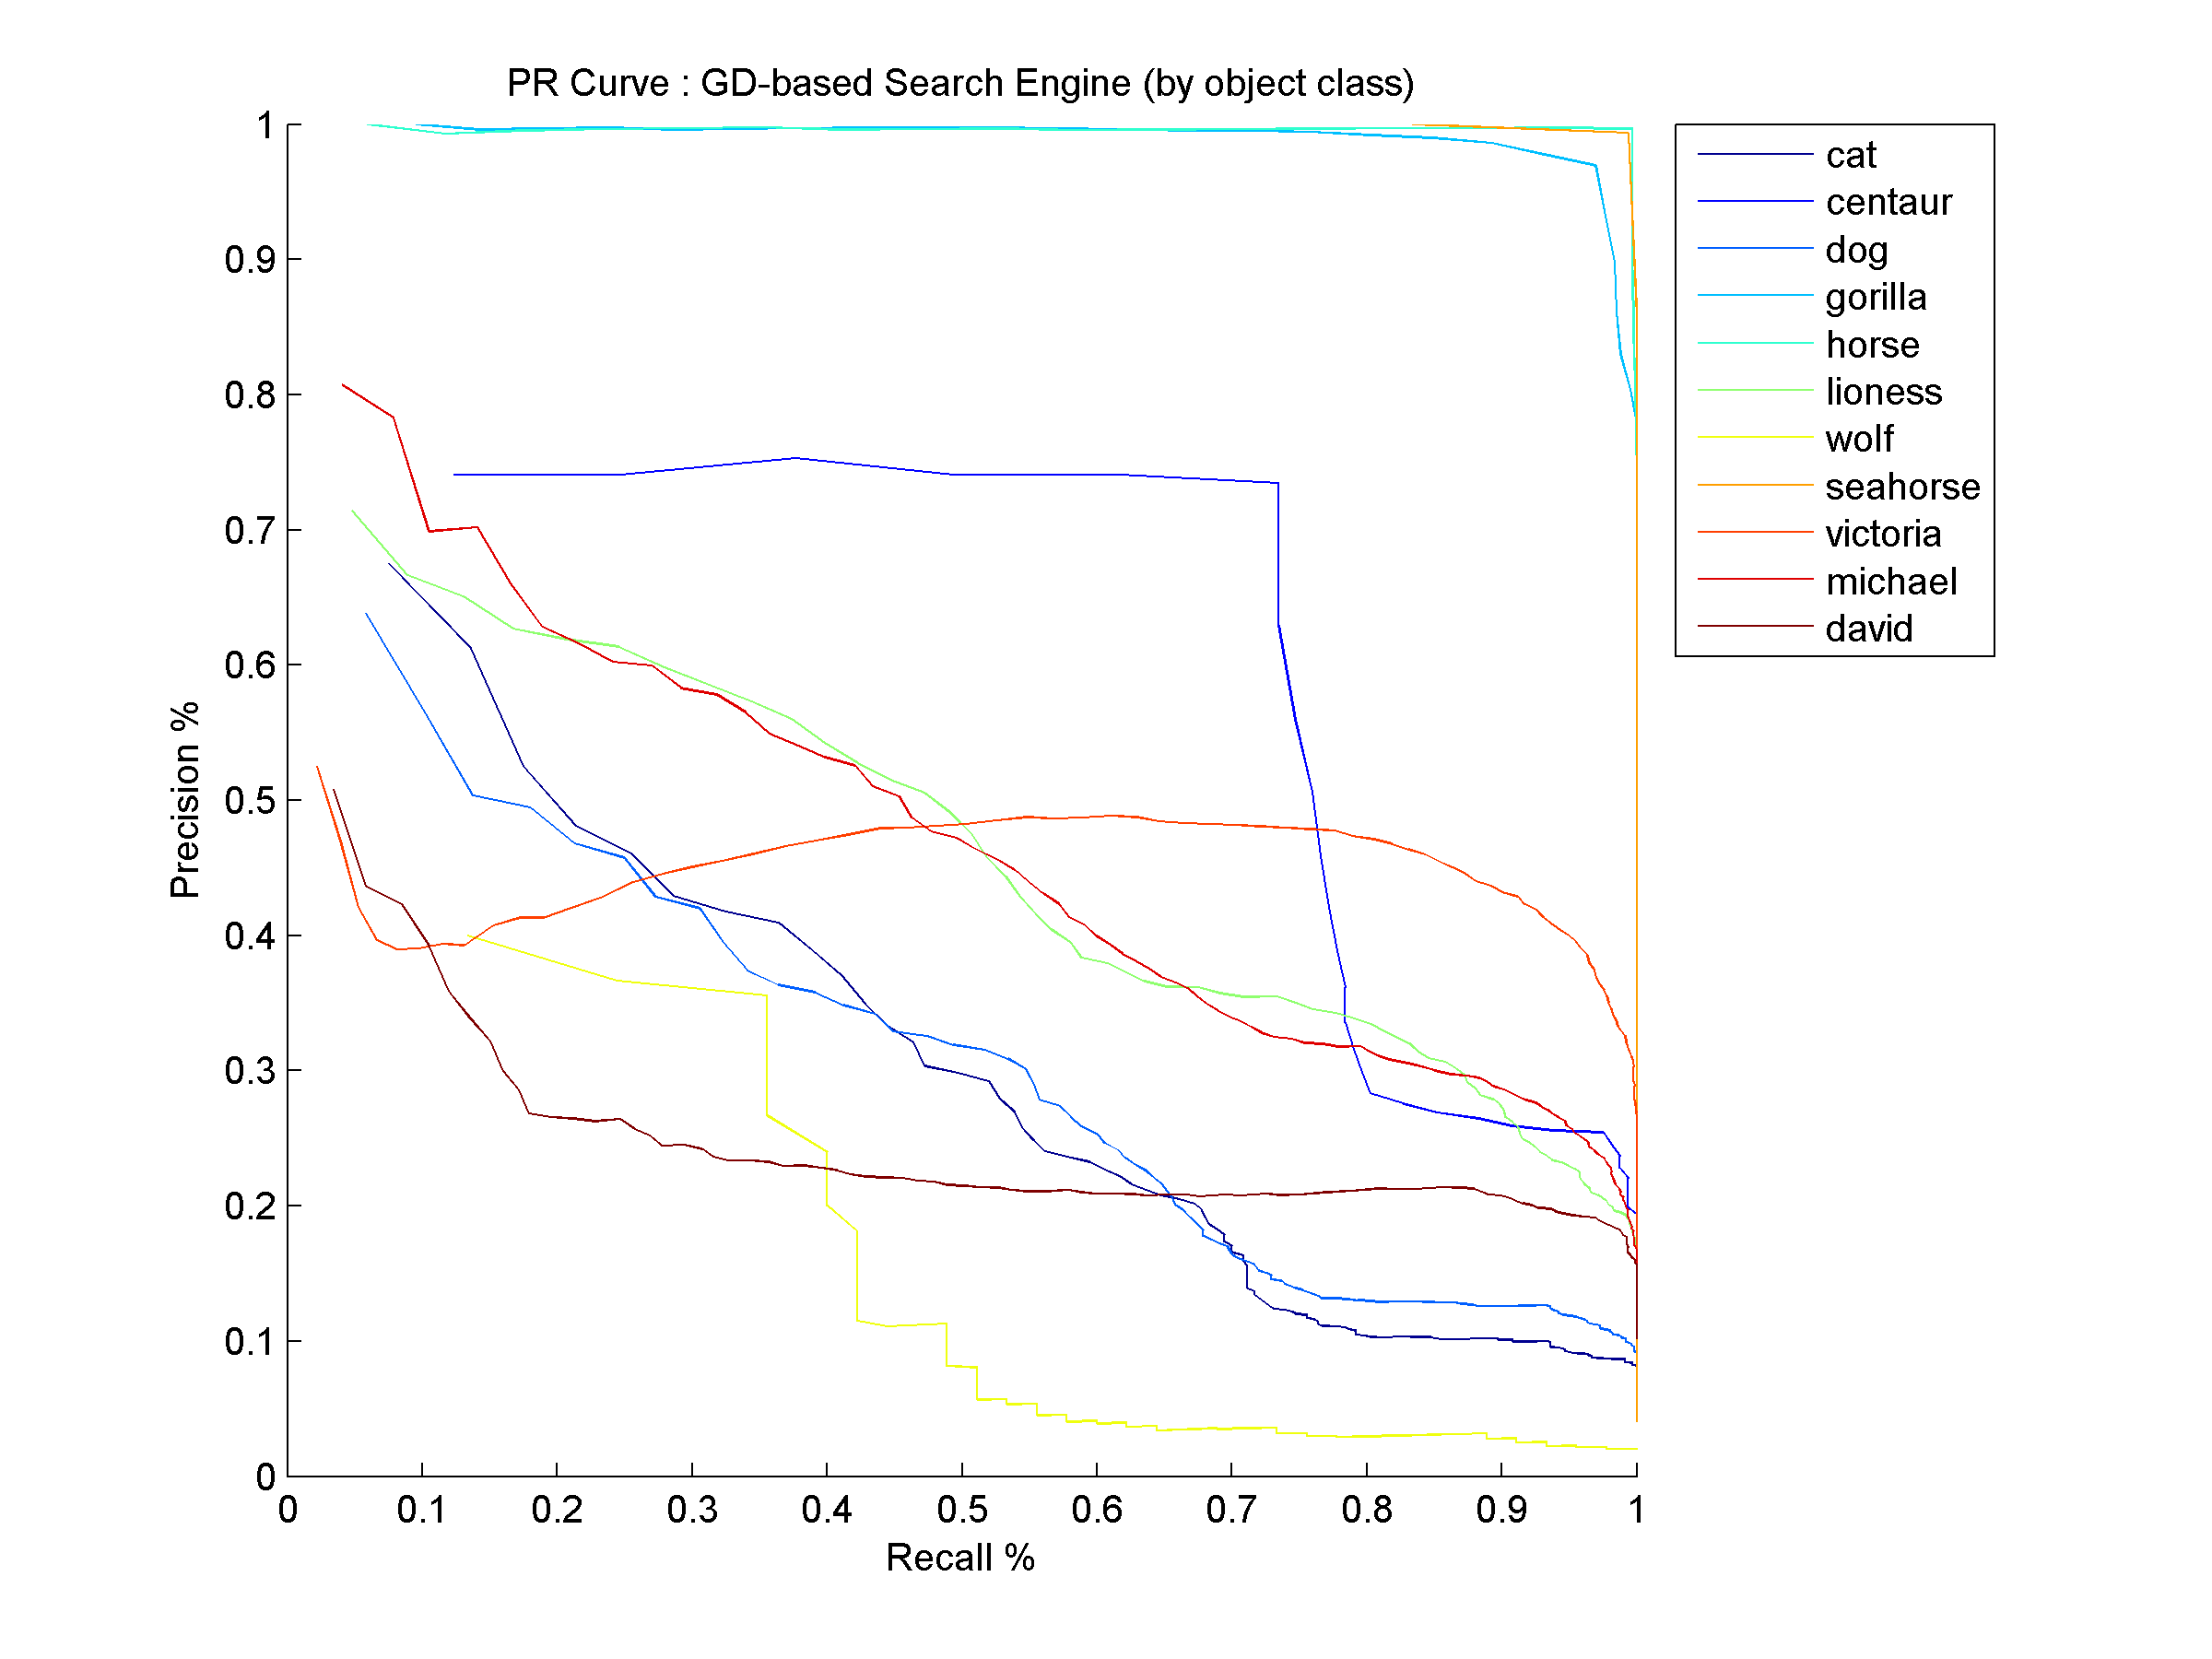 PR Curve : GD-based Search Engine (by object class)
1
0.9
0.8
0.7
0.6
0.5
0.4
0.3
0.2
0.1
0
Precision %
0 0.1 0.2 0.3 0.4 0.5 0.6 0.7 0.8 0.9 1
Recall %
cat
centaur
dog
gorilla
horse
lioness
wolf
seahorse
victoria
michael
david